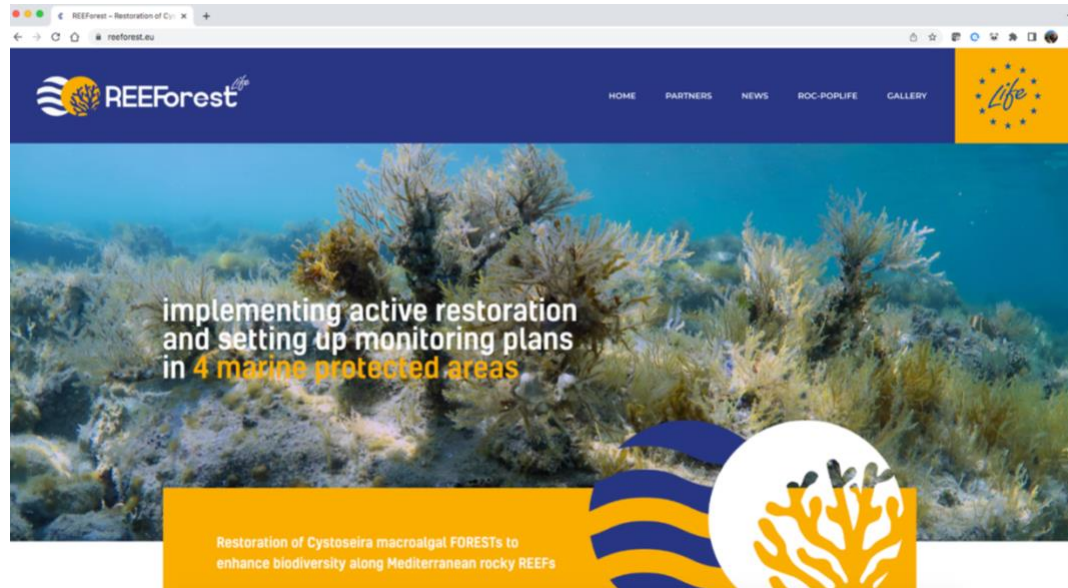 REEForest – Restoration of Cy
reeforest.eu
REEForest Life
HOME PARTNERS NEWS ROC-POPLIFE GALLERY
Life
implementing active restoration
and setting up monitoring plans
in 4 marine protected areas
Restoration of Cystoseira macroalgal FORESTs to
enhance biodiversity along Mediterranean rocky REEFs